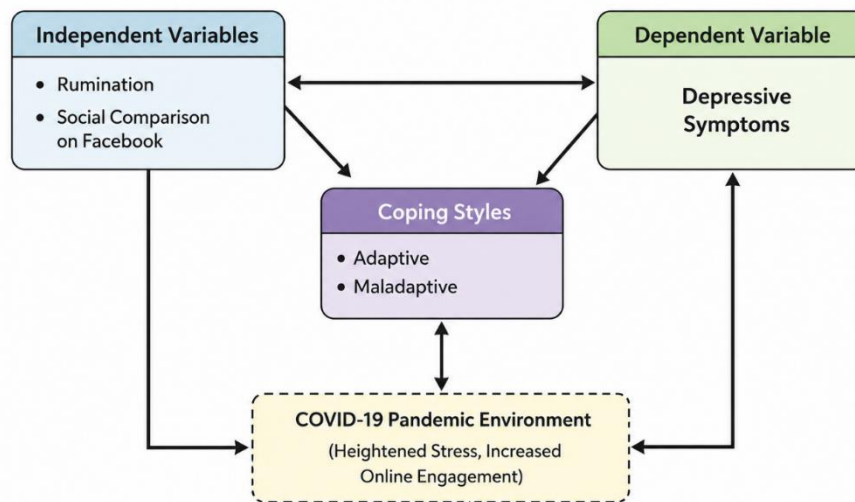 Independent Variables
• Rumination
• Social Comparison
on Facebook
Dependent Variable
Depressive
Symptoms
Coping Styles
• Adaptive
• Maladaptive
COVID-19 Pandemic Environment
(Heightened Stress, Increased
Online Engagement)